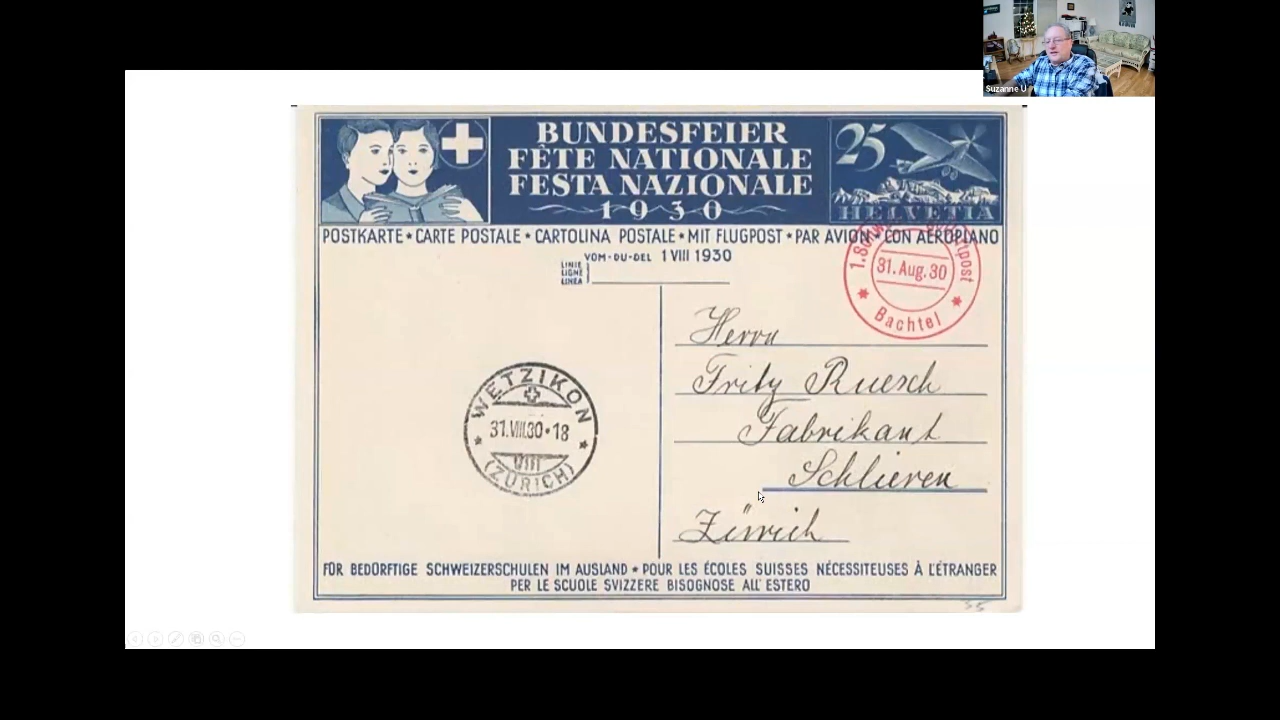 Suzanne U
BUNDESFEIER
FÊTE NATIONALE
FESTA NAZIONALE
1930
25
HELVETIA
POSTKARTE ★ CARTE POSTALE ★ CARTOLINA POSTALE ★ MIT FLUGPOST ★ PAR AVION ★ CON AEROPLANO
VOM-DU-DEL 1 VIII 1930
LINIE
LIGNE
LINEA
31. Aug. 30
Bachtel
Herrn
Fritz Ruesch
Fabrikant
Schlieren
Zürich
WETZIKON
31.VIII.30·18
(ZÜRICH)
FÜR BEDÜRFTIGE SCHWEIZERSCHULEN IM AUSLAND ★ POUR LES ÉCOLES SUISSES NÉCESSITEUSES À L'ÉTRANGER
PER LE SCUOLE SVIZZERE BISOGNOSE ALL'ESTERO